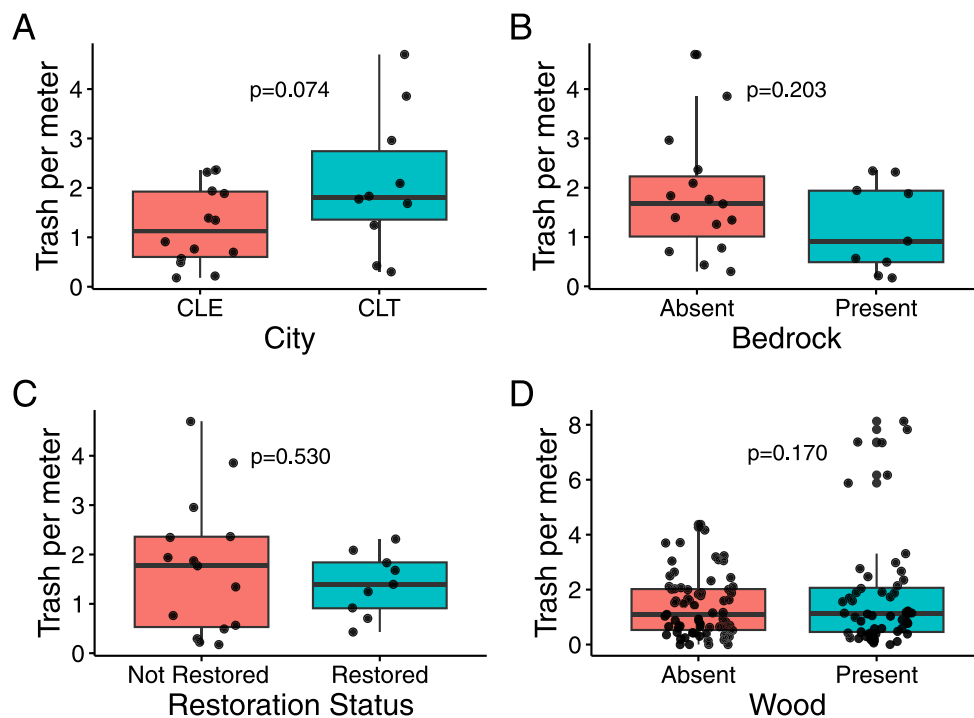 A
Trash per meter
4
3
2
1
0
p=0.074
CLE
CLT
City
B
Trash per meter
4
3
2
1
0
p=0.203
Absent
Present
Bedrock
C
Trash per meter
4
3
2
1
0
p=0.530
Not Restored
Restored
Restoration Status
D
Trash per meter
8
6
4
2
0
p=0.170
Absent
Present
Wood